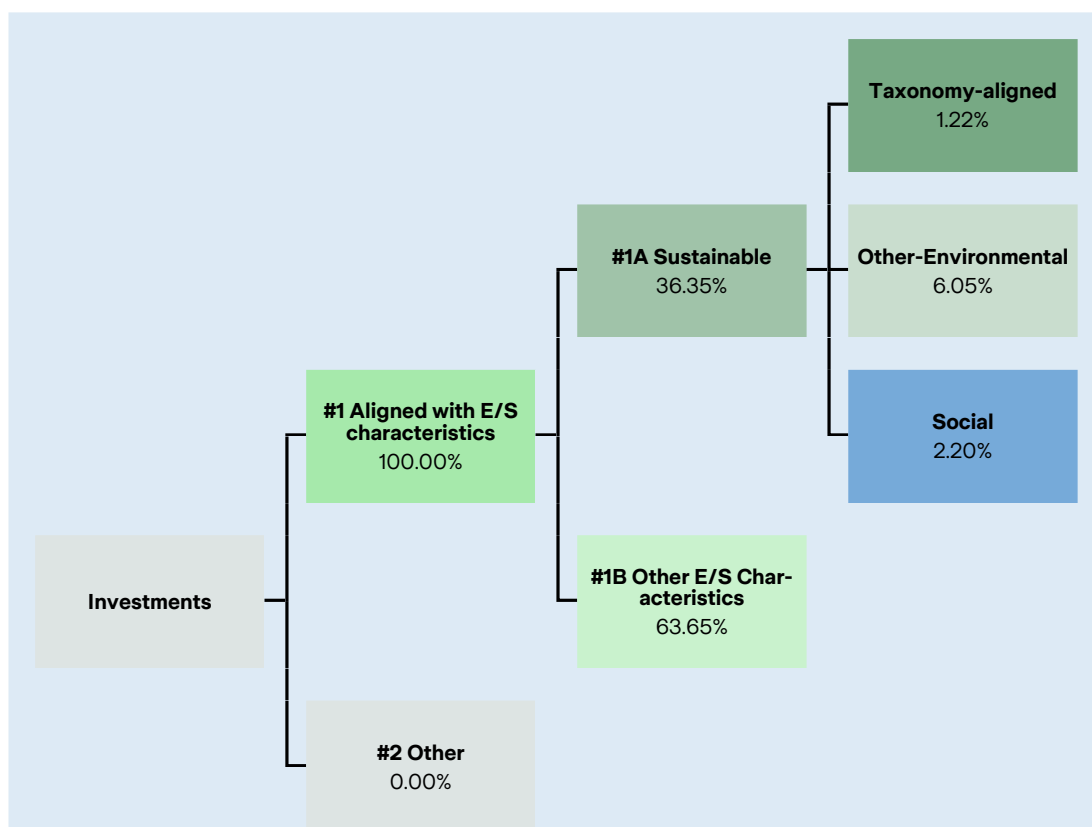 Taxonomy-aligned
1.22%
#1A Sustainable
36.35%
Other-Environmental
6.05%
#1 Aligned with E/S
characteristics
100.00%
Social
2.20%
Investments
#1B Other E/S Char-
acteristics
63.65%
#2 Other
0.00%